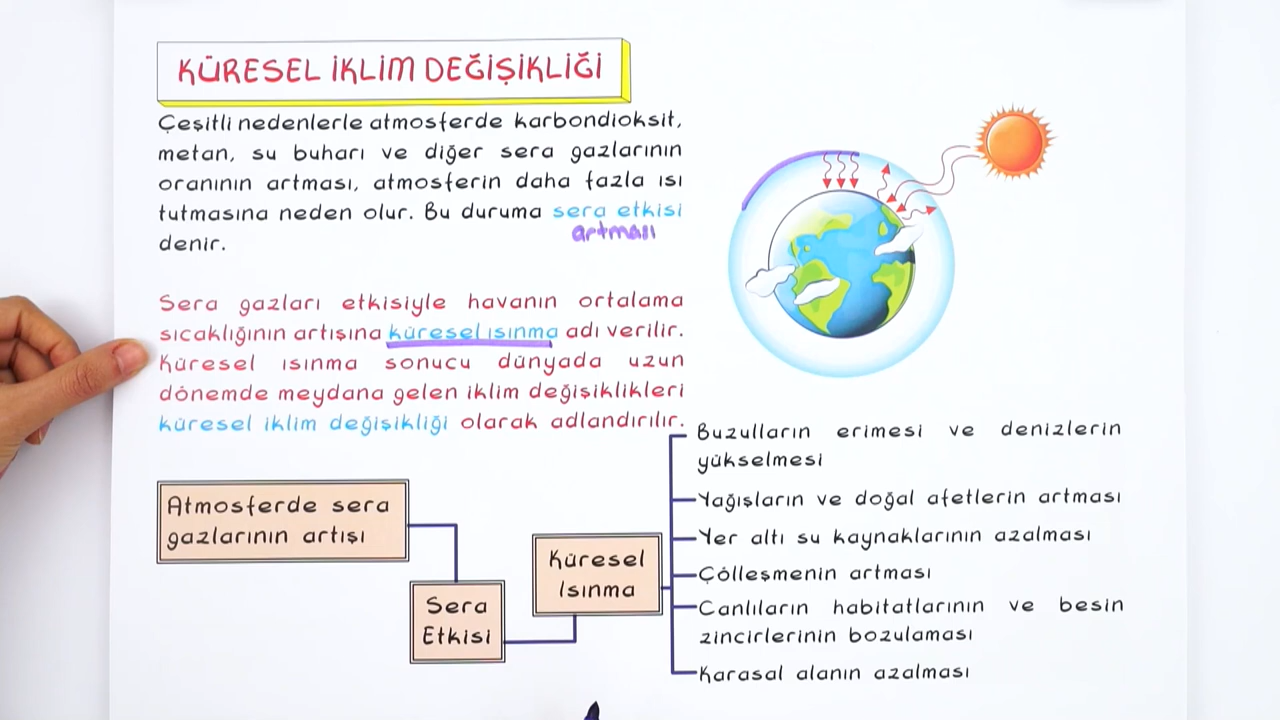 KÜRESEL İKLİM DEĞİŞİKLİĞİ
Çeşitli nedenlerle atmosferde karbondioksit,
metan, su buharı ve diğer sera gazlarının
oranının artması, atmosferin daha fazla ısı
tutmasına neden olur. Bu duruma sera etkisi
artması
denir.
Sera gazları etkisiyle havanın ortalama
sıcaklığının artışına küresel ısınma adı verilir.
Küresel ısınma sonucu dünyada uzun
dönemde meydana gelen iklim değişiklikleri
küresel iklim değişikliği olarak adlandırılır.
Atmosferde sera
gazlarının artışı
Sera
Etkisi
Küresel
Isınma
Buzulların erimesi ve denizlerin
yükselmesi
Yağışların ve doğal afetlerin artması
Yer altı su kaynaklarının azalması
Çölleşmenin artması
Canlıların habitatlarının ve besin
zincirlerinin bozulaması
Karasal alanın azalması